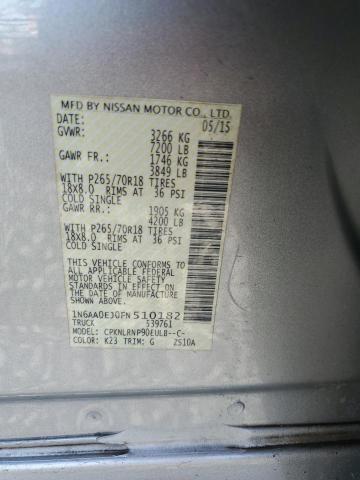 MFD BY NISSAN MOTOR CO., LTD.
DATE: 05/15
GVWR: 3266 KG
7200 LB
GAWR FR.: 1746 KG
3849 LB
WITH P265/70R18 TIRES
18X8.0 RIMS AT 36 PSI
COLD SINGLE
GAWR RR.: 1905 KG
4200 LB
WITH P265/70R18 TIRES
18X8.0 RIMS AT 36 PSI
COLD SINGLE
THIS VEHICLE CONFORMS TO
ALL APPLICABLE FEDERAL
MOTOR VEHICLE SAFETY
STANDARDS IN EFFECT ON
THE DATE OF MANUFACTURE
SHOWN ABOVE.
1N6AA0EJ0FN510182
TRUCK 539761
MODEL: CPKNLRNP90EUL8--C-
COLOR: K23 TRIM: G ZS10A